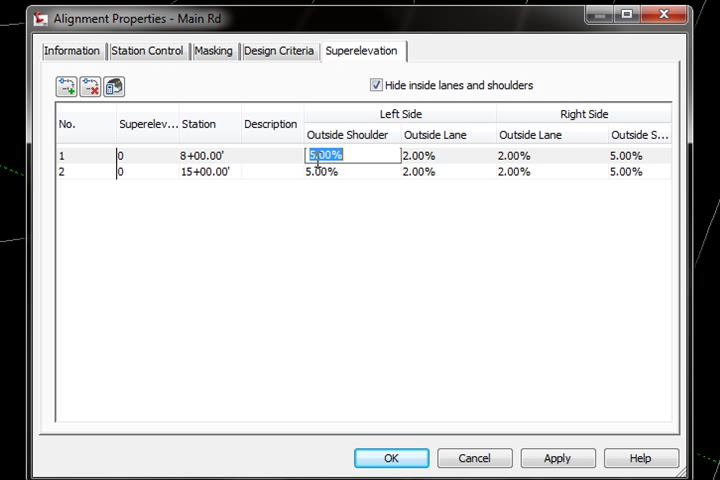 Alignment Properties - Main Rd
Information Station Control Masking Design Criteria Superelevation
Hide inside lanes and shoulders
Left Side Right Side
No. Superelev... Station Description Outside Shoulder Outside Lane Outside Lane Outside S...
1 0 8+00.00' 5.00% 2.00% 2.00% 5.00%
2 0 15+00.00' 5.00% 2.00% 2.00% 5.00%
OK Cancel Apply Help